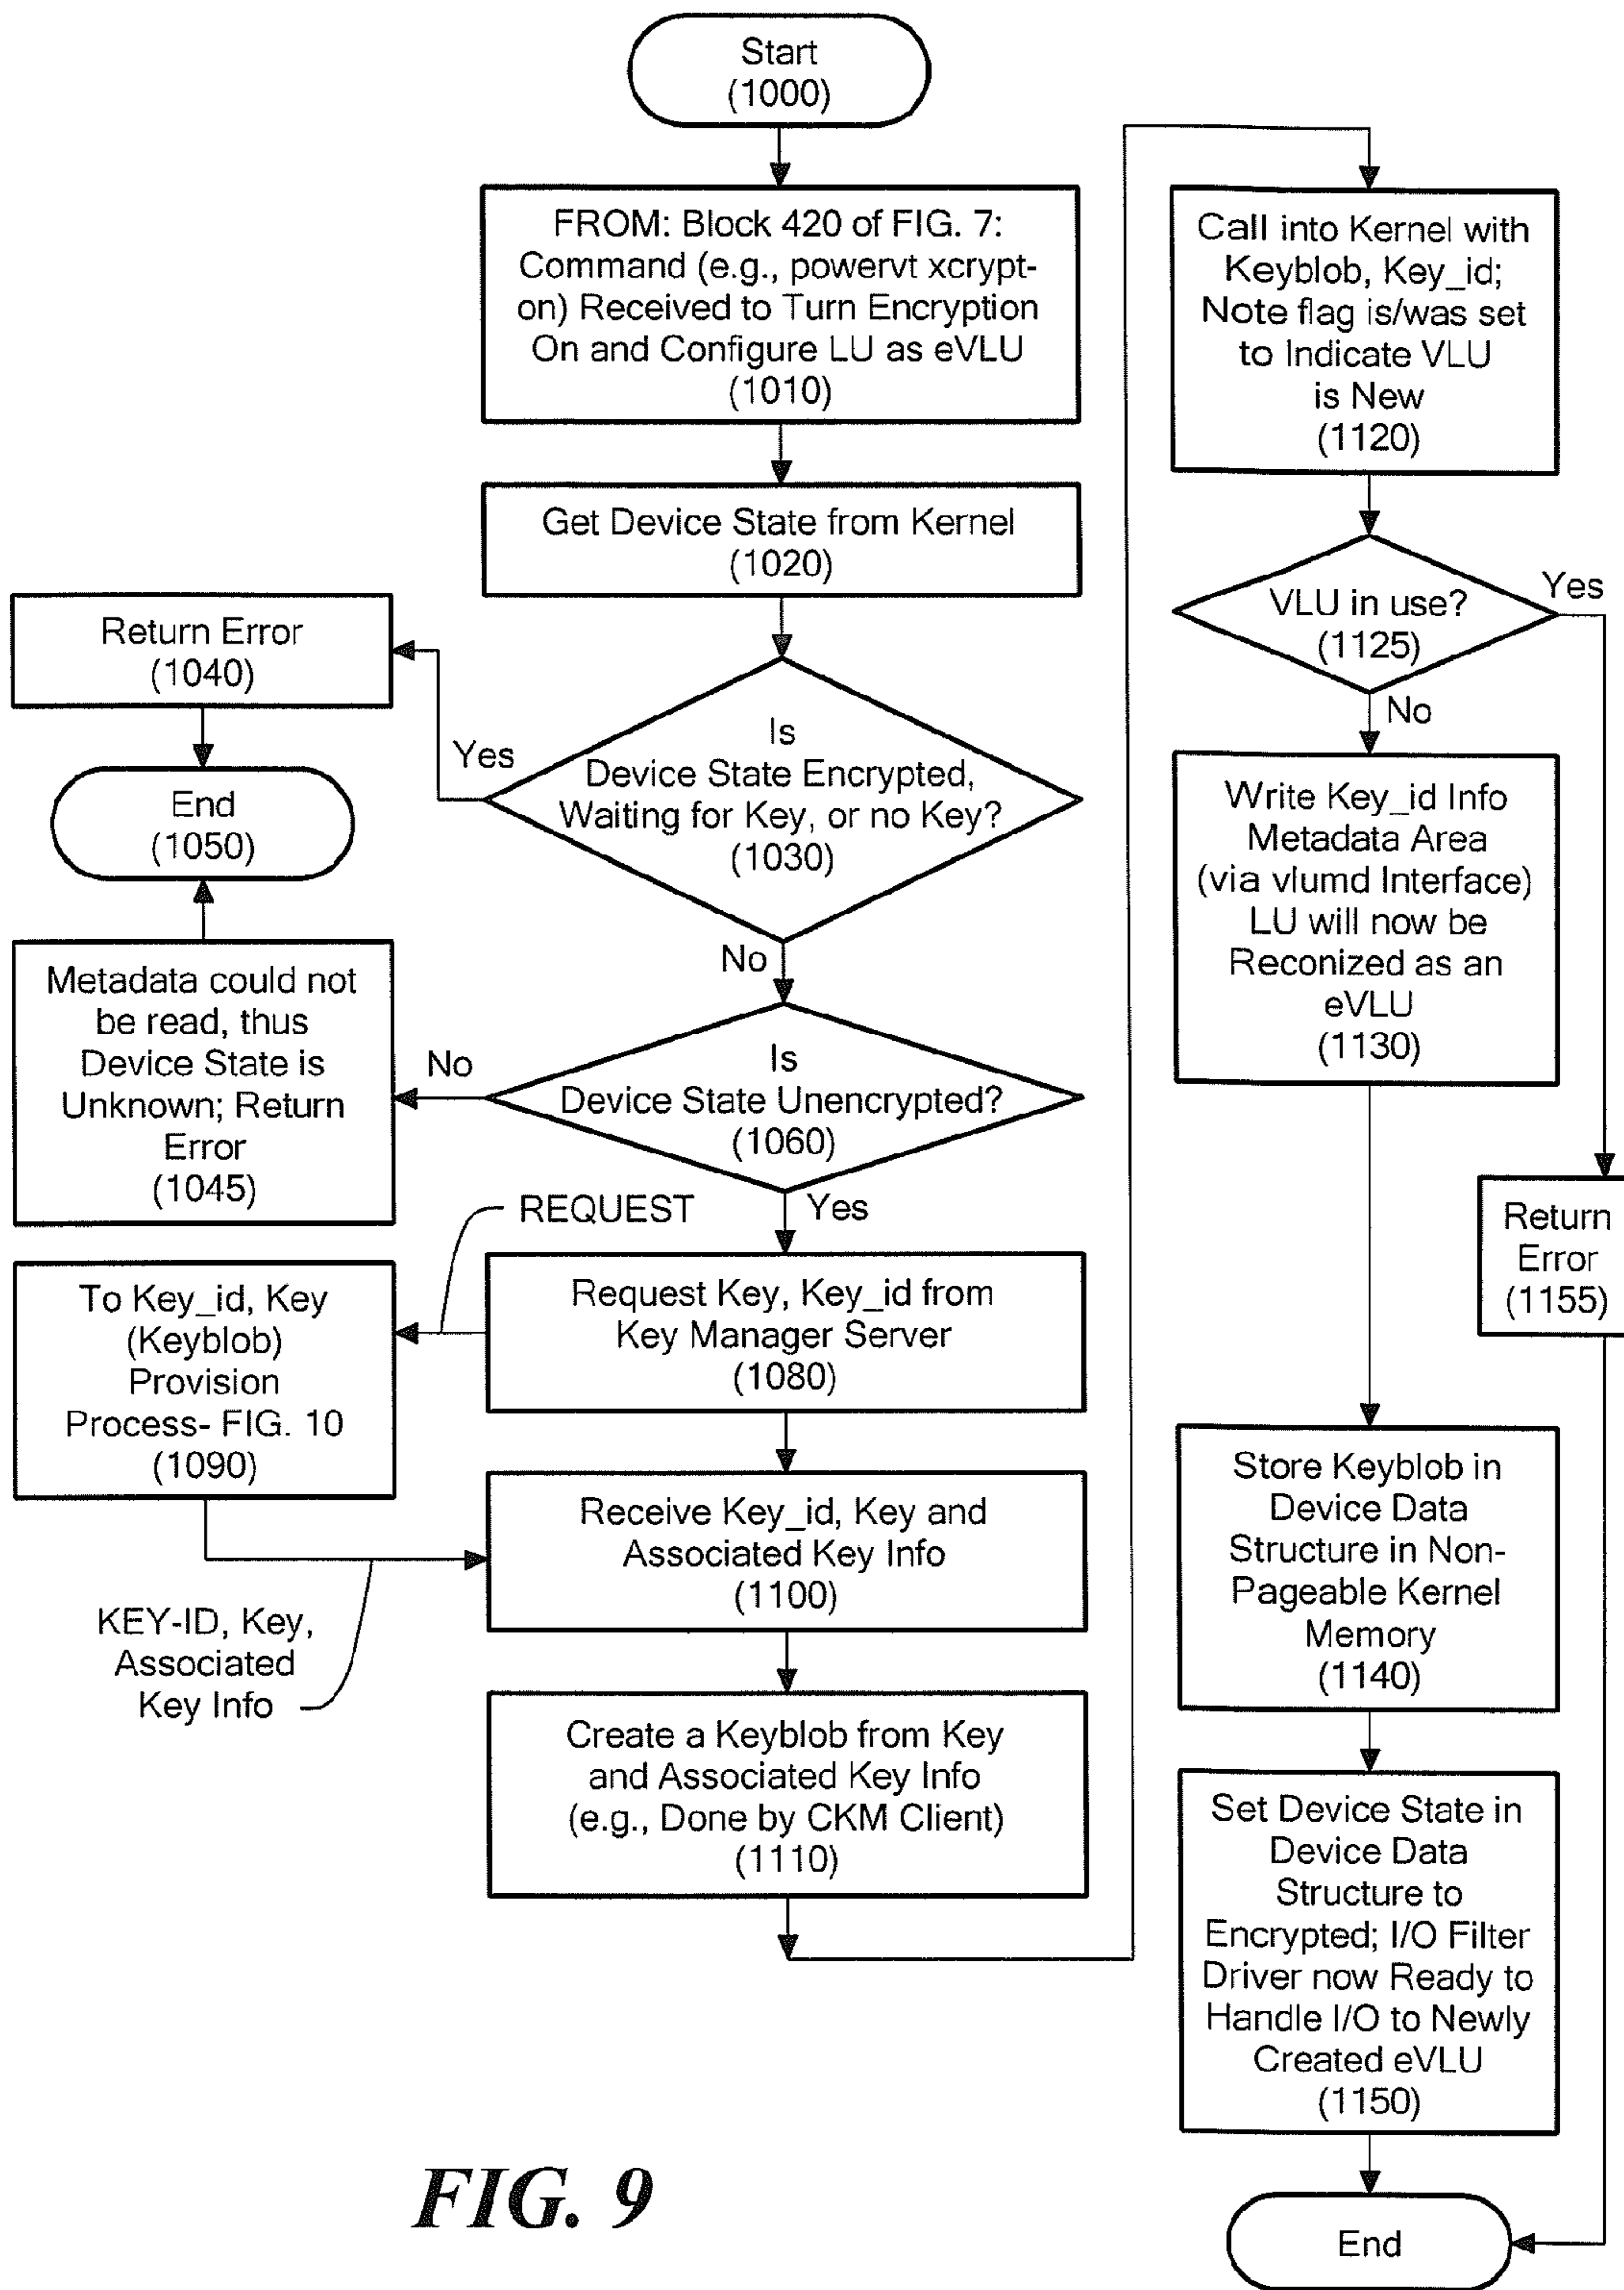 Start
(1000)
FROM: Block 420 of FIG. 7:
Command (e.g., powervt xcrypt-
on) Received to Turn Encryption
On and Configure LU as eVLU
(1010)
Get Device State from Kernel
(1020)
Return Error
(1040)
Is
Device State Encrypted,
Waiting for Key, or no Key?
(1030)
Yes
End
(1050)
No
Metadata could not
be read, thus
Device State is
Unknown; Return
Error
(1045)
No
Is
Device State Unencrypted?
(1060)
Yes
REQUEST
Request Key, Key_id from
Key Manager Server
(1080)
To Key_id, Key
(Keyblob)
Provision
Process- FIG. 10
(1090)
Receive Key_id, Key and
Associated Key Info
(1100)
KEY-ID, Key,
Associated
Key Info
Create a Keyblob from Key
and Associated Key Info
(e.g., Done by CKM Client)
(1110)
Call into Kernel with
Keyblob, Key_id;
Note flag is/was set
to Indicate VLU
is New
(1120)
VLU in use?
(1125)
Yes
No
Write Key_id Info
Metadata Area
(via vlumd Interface)
LU will now be
Reconized as an
eVLU
(1130)
Return
Error
(1155)
Store Keyblob in
Device Data
Structure in Non-
Pageable Kernel
Memory
(1140)
Set Device State in
Device Data
Structure to
Encrypted; I/O Filter
Driver now Ready to
Handle I/O to Newly
Created eVLU
(1150)
End
FIG. 9